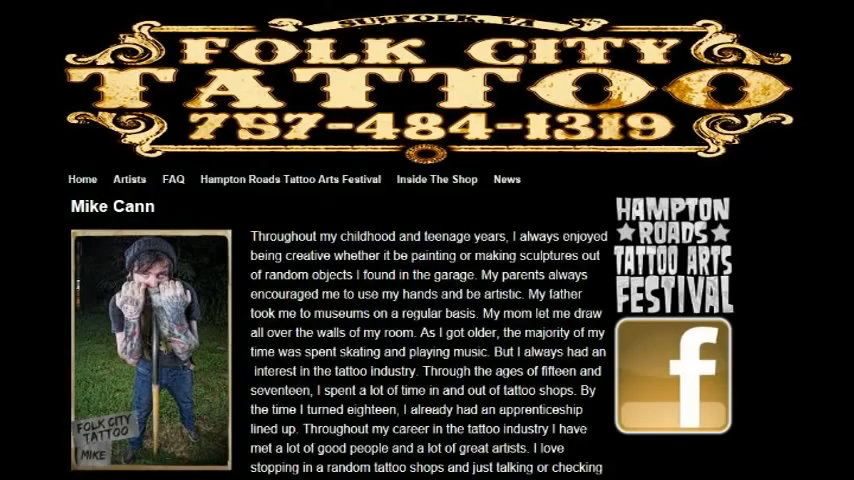 SUFFOLK, VA
FOLK CITY
TATTOO
757-484-1319
Home Artists FAQ Hampton Roads Tattoo Arts Festival Inside The Shop News
Mike Cann
Throughout my childhood and teenage years, I always enjoyed
being creative whether it be painting or making sculptures out
of random objects I found in the garage. My parents always
encouraged me to use my hands and be artistic. My father
took me to museums on a regular basis. My mom let me draw
all over the walls of my room. As I got older, the majority of my
time was spent skating and playing music. But I always had an
interest in the tattoo industry. Through the ages of fifteen and
seventeen, I spent a lot of time in and out of tattoo shops. By
the time I turned eighteen, I already had an apprenticeship
lined up. Throughout my career in the tattoo industry I have
met a lot of good people and a lot of great artists. I love
stopping in a random tattoo shops and just talking or checking
FOLK CITY
TATTOO
MIKE
HAMPTON
ROADS
TATTOO ARTS
FESTIVAL
f